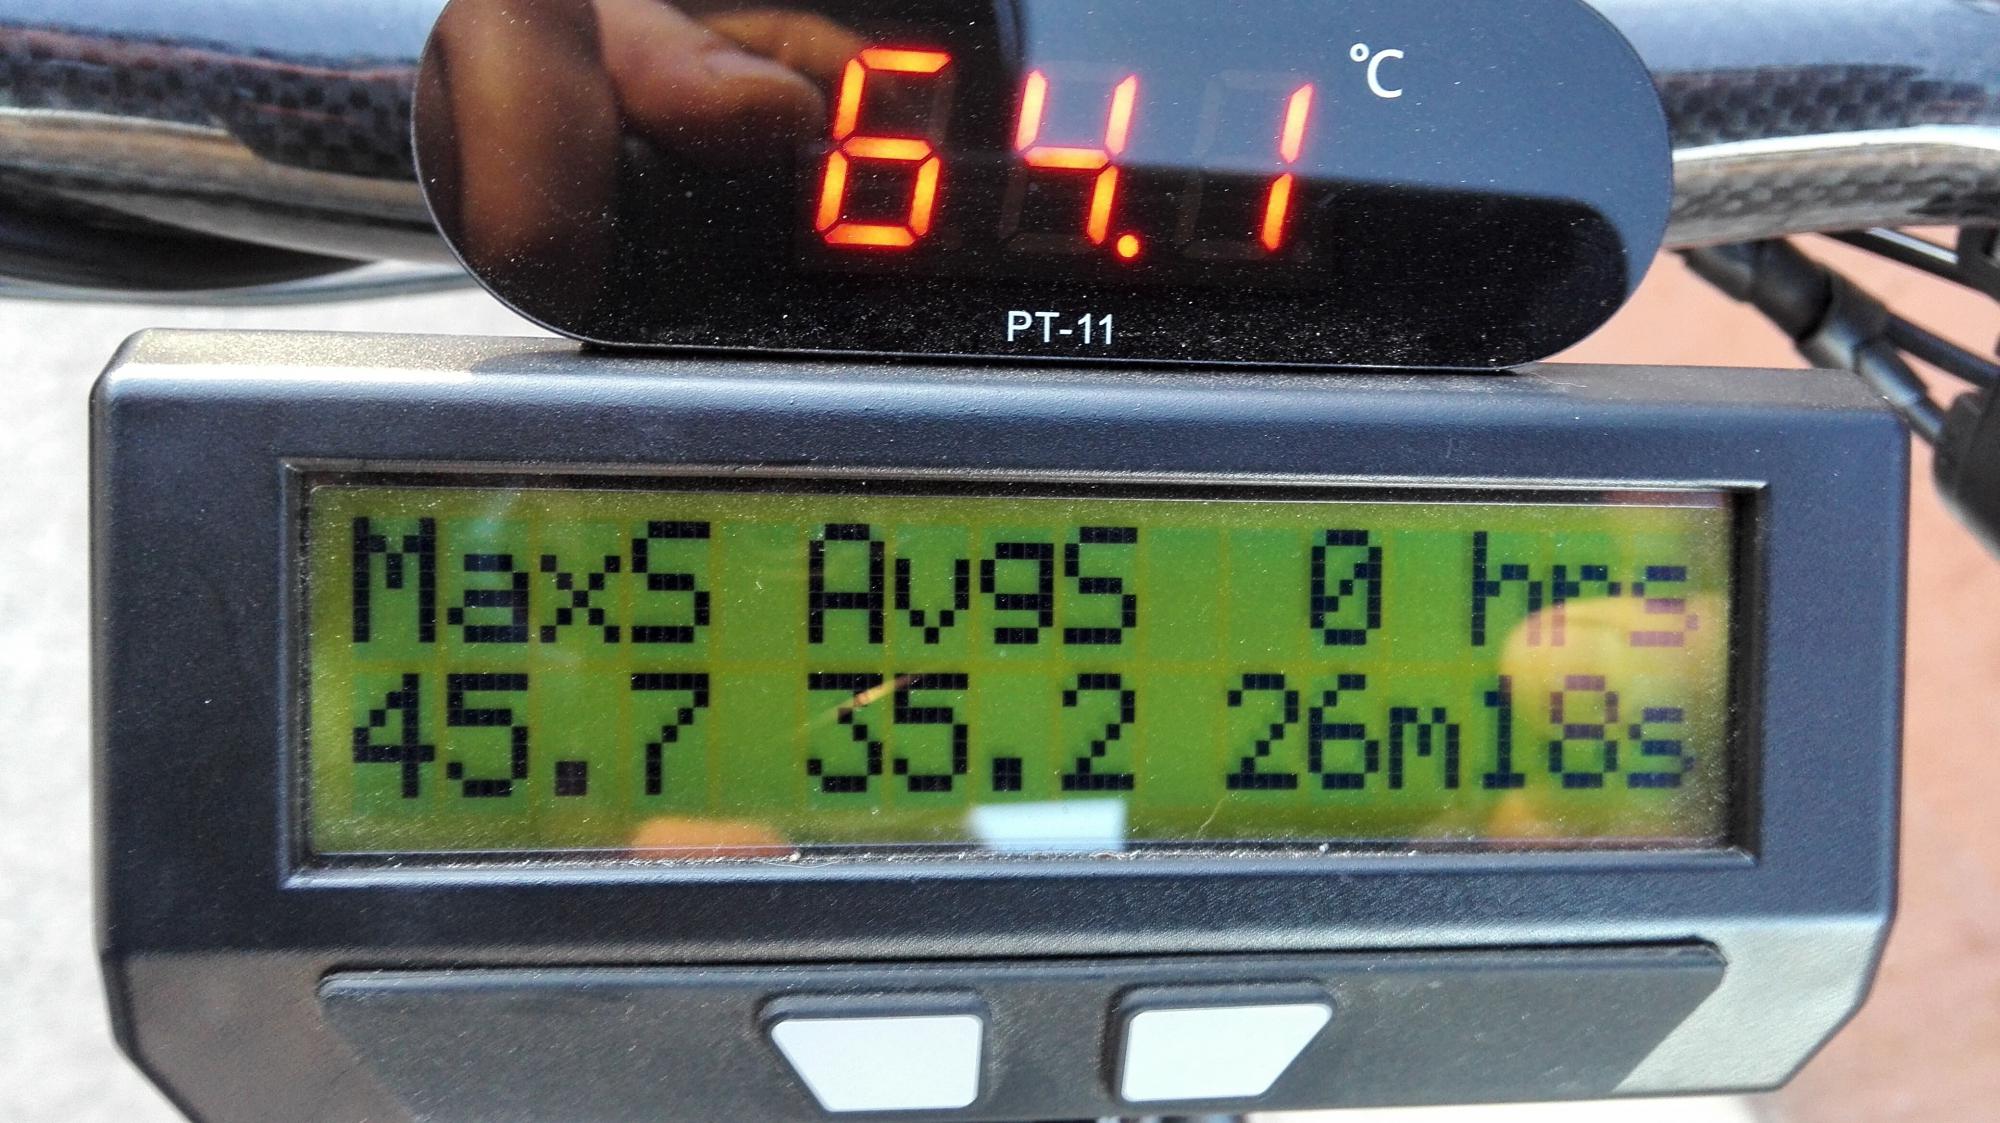 64.1 °C
PT-11
MaxS AvgS 0 hrs
45.7 35.2 26m18s